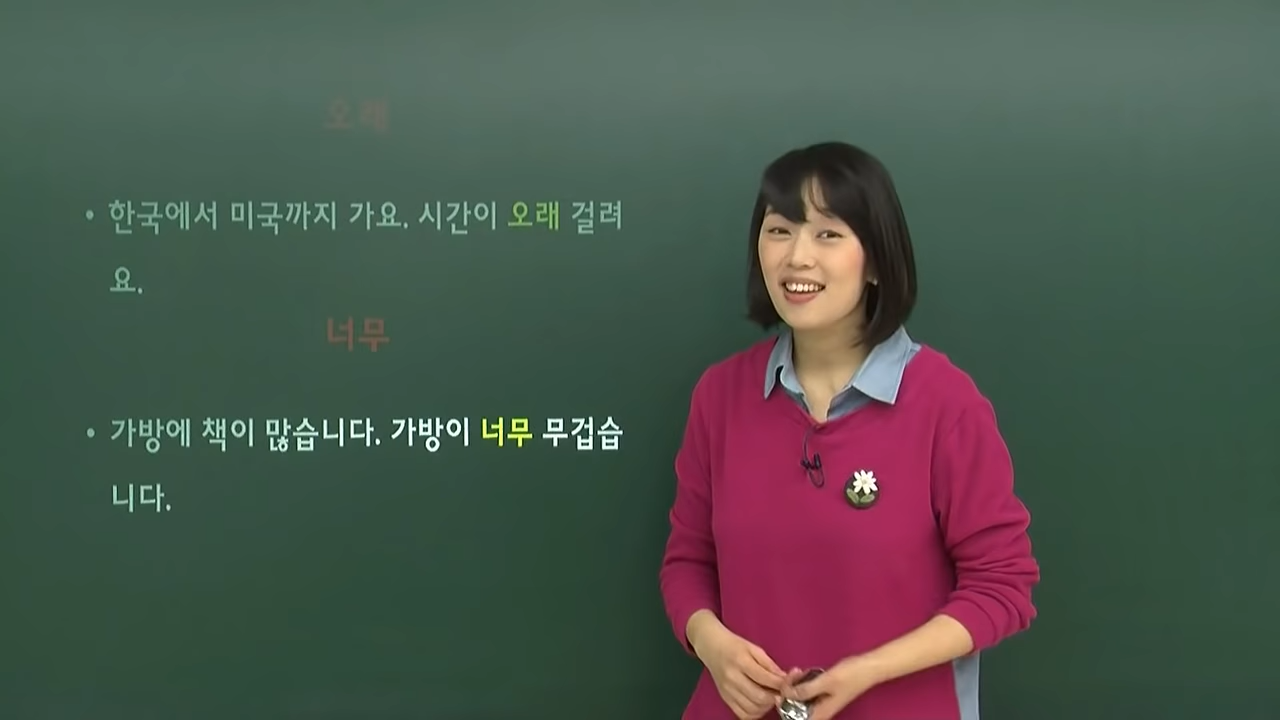 오래
• 한국에서 미국까지 가요. 시간이 오래 걸려
요.
너무
• 가방에 책이 많습니다. 가방이 너무 무겁습
니다.